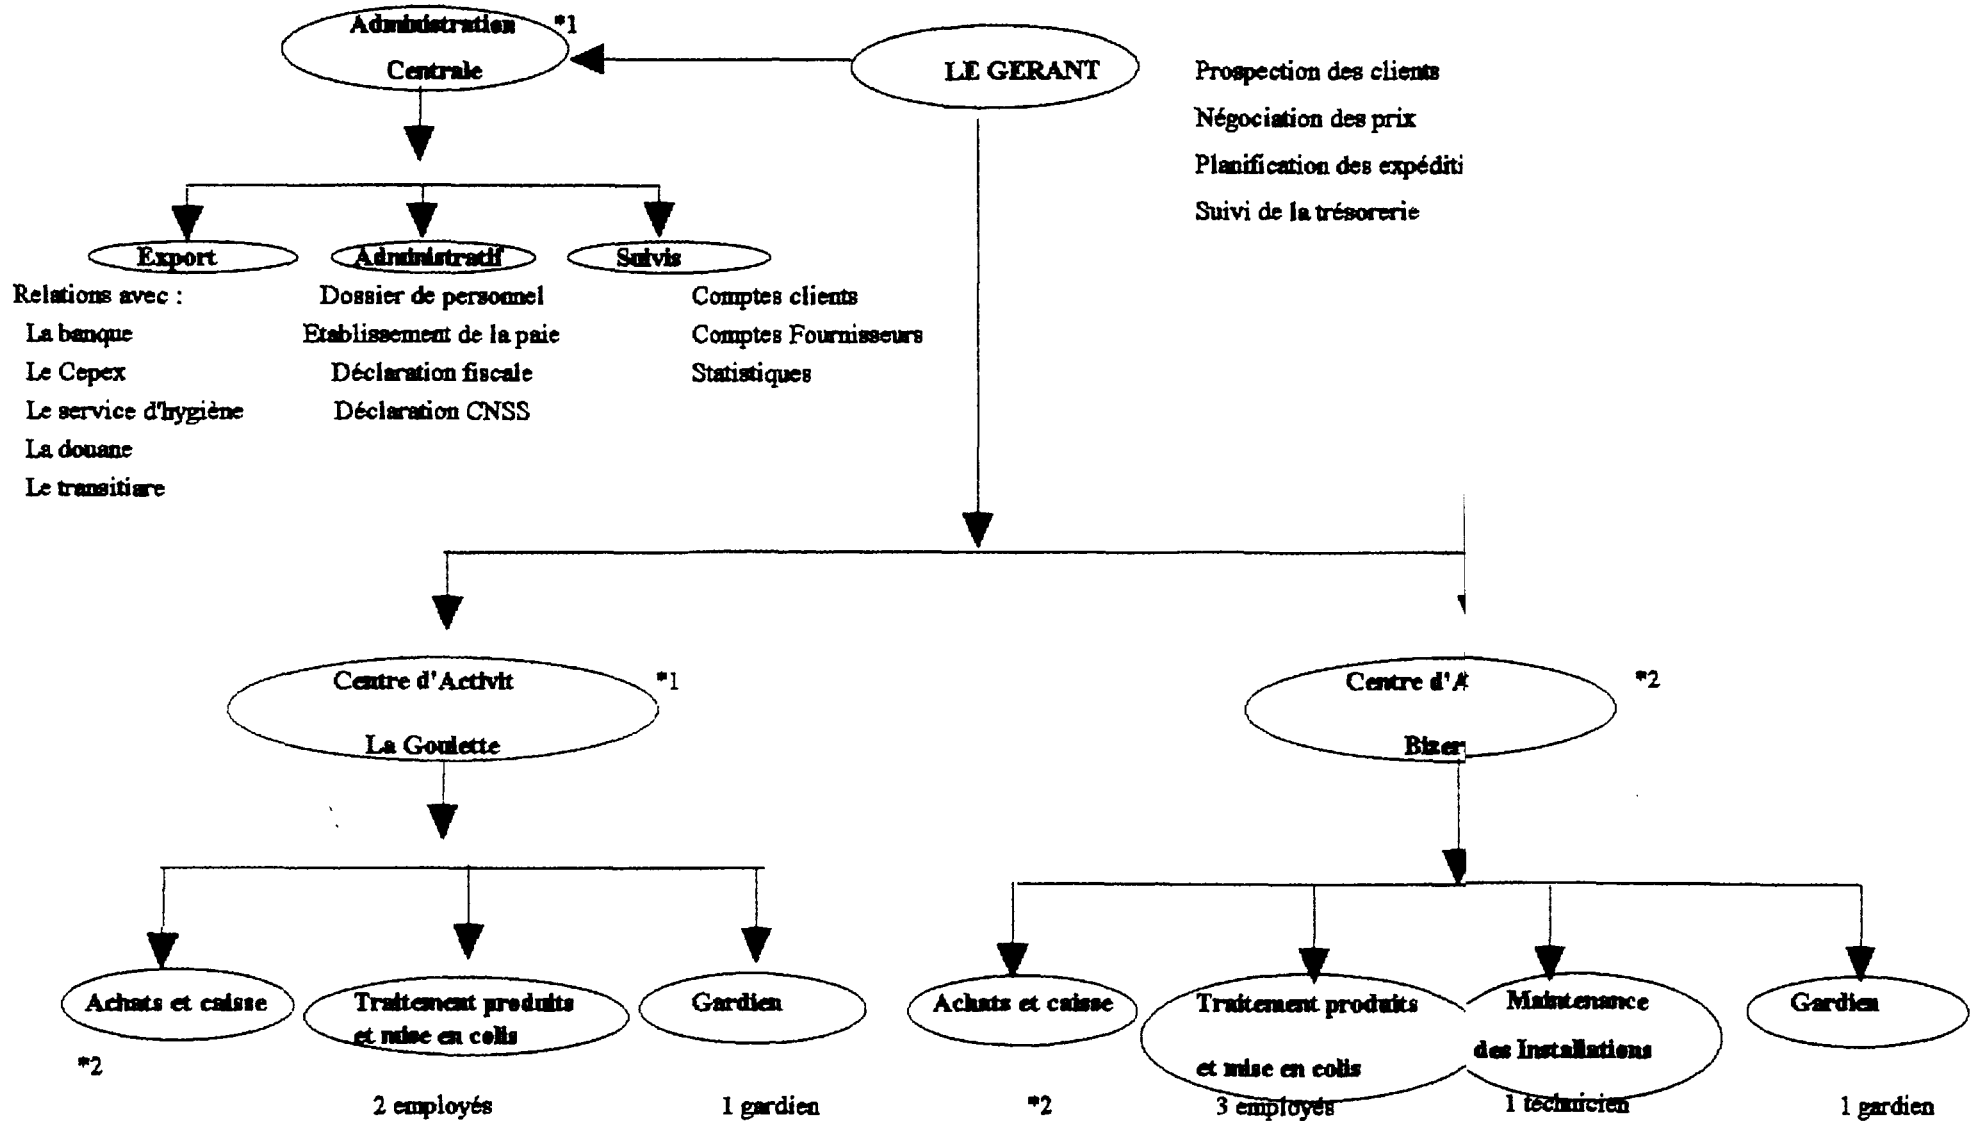 Administration *1
Centrale
LE GERANT
Prospection des clients
Négociation des prix
Planification des expéditi
Suivi de la trésorerie
Export
Relations avec :
La banque
Le Cepex
Le service d'hygiène
La douane
Le transitiare
Administratif
Dossier de personnel
Etablissement de la paie
Déclaration fiscale
Déclaration CNSS
Suivis
Comptes clients
Comptes Fournisseurs
Statistiques
Centre d'Activit *1
La Goulette
Centre d'A *2
Bizer
Achats et caisse
*2
Traitement produits
et mise en colis
2 employés
Gardien
1 gardien
Achats et caisse
*2
Traitement produits
et mise en colis
3 employés
Maintenance
des Installations
1 technicien
Gardien
1 gardien